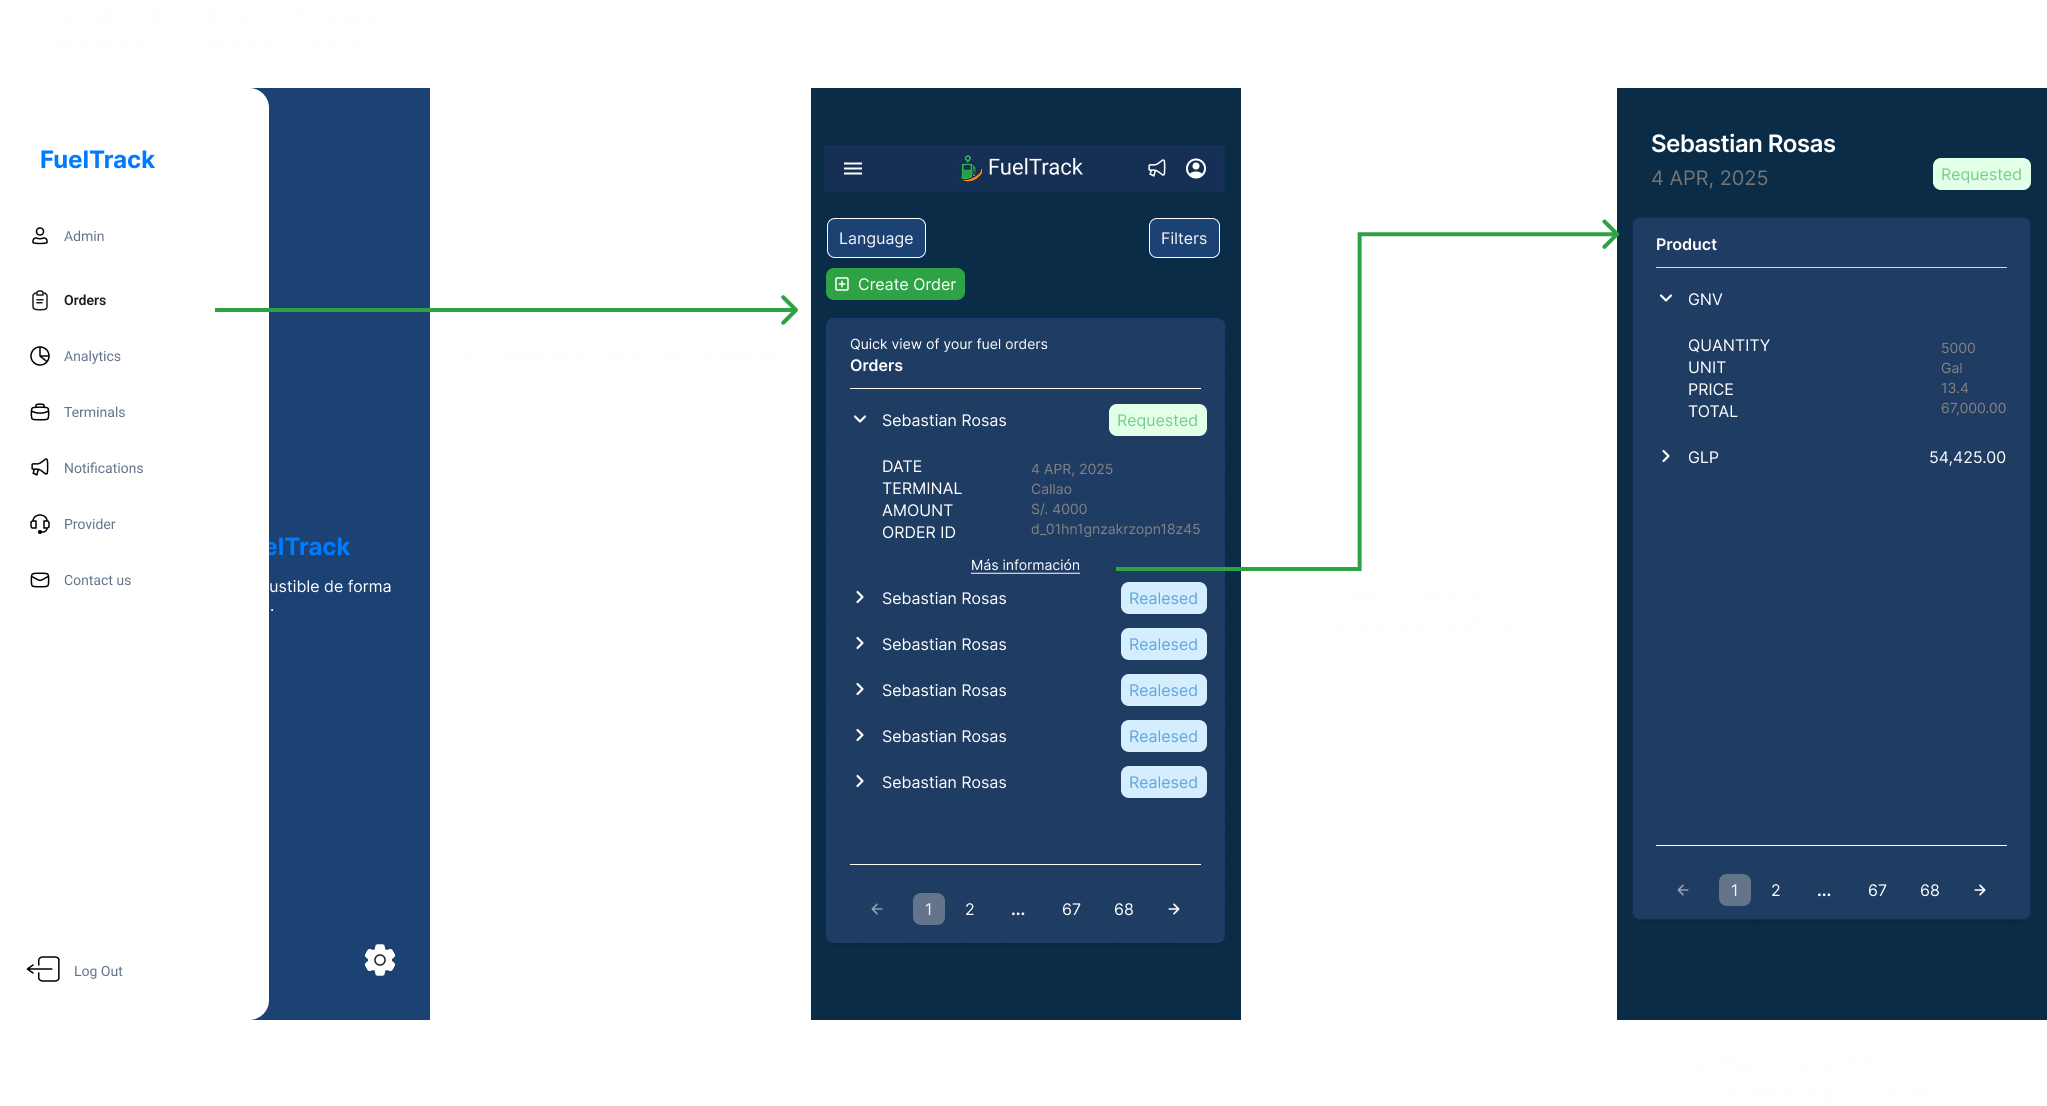 FuelTrack
Admin
Orders
Analytics
Terminals
Notifications
Provider
Contact us
Log Out
elTrack
ustible de forma
.
FuelTrack
Language
Filters
Create Order
Quick view of your fuel orders
Orders
Sebastian Rosas Requested
DATE 4 APR, 2025
TERMINAL Callao
AMOUNT S/. 4000
ORDER ID d_01hn1gnzakrzopn18z45
Más información
Sebastian Rosas Realesed
Sebastian Rosas Realesed
Sebastian Rosas Realesed
Sebastian Rosas Realesed
Sebastian Rosas Realesed
1 2 ... 67 68
Sebastian Rosas
4 APR, 2025
Requested
Product
GNV
QUANTITY 5000
UNIT Gal
PRICE 13.4
TOTAL 67,000.00
GLP 54,425.00
1 2 ... 67 68